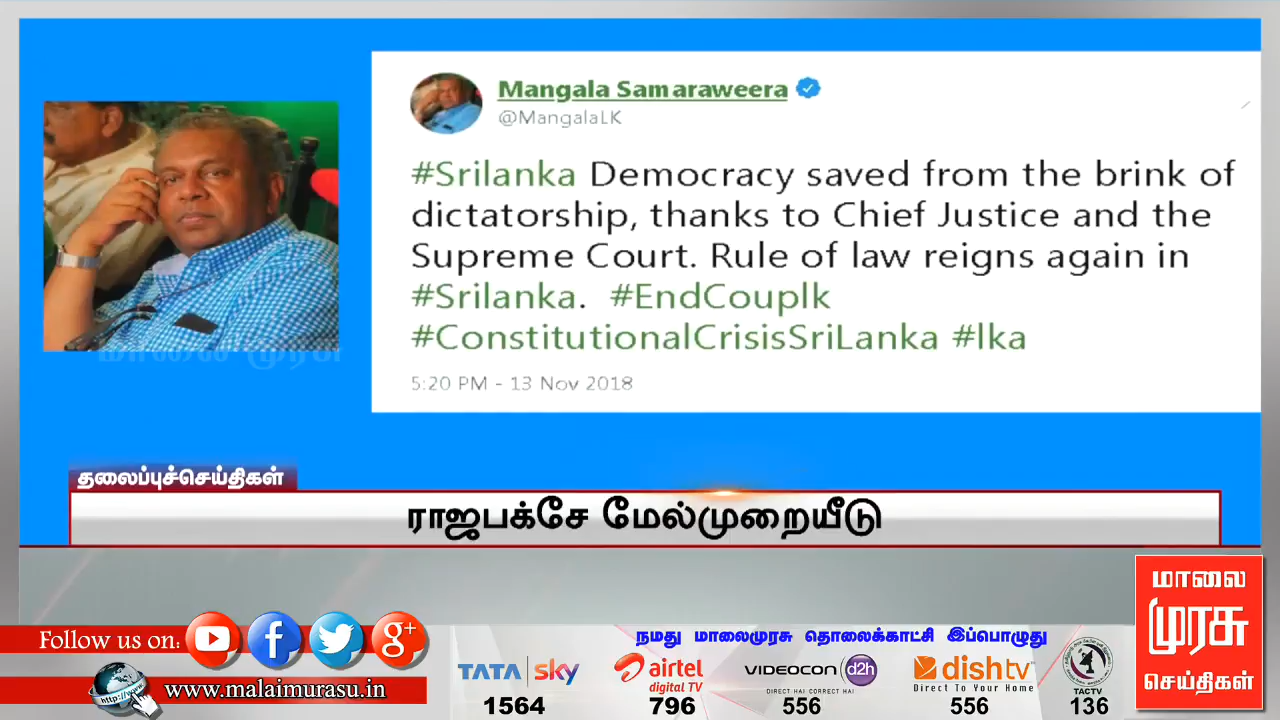 Mangala Samaraweera
@MangalaLK
#Srilanka Democracy saved from the brink of
dictatorship, thanks to Chief Justice and the
Supreme Court. Rule of law reigns again in
#Srilanka. #EndCouplk
#ConstitutionalCrisisSriLanka #lka
5:20 PM - 13 Nov 2018
மாலை முரசு
தலைப்புச்செய்திகள்
ராஜபக்சே மேல்முறையீடு
மாலை
முரசு
செய்திகள்
Follow us on:
http://www
www.malaimurasu.in
நமது மாலைமுரசு தொலைக்காட்சி இப்பொழுது
TATA sky
1564
airtel
digital TV
796
VIDEOCON d2h
DIRECT HAI CORRECT HAI
556
dishtv
Direct To Your Home
556
TACTV
136